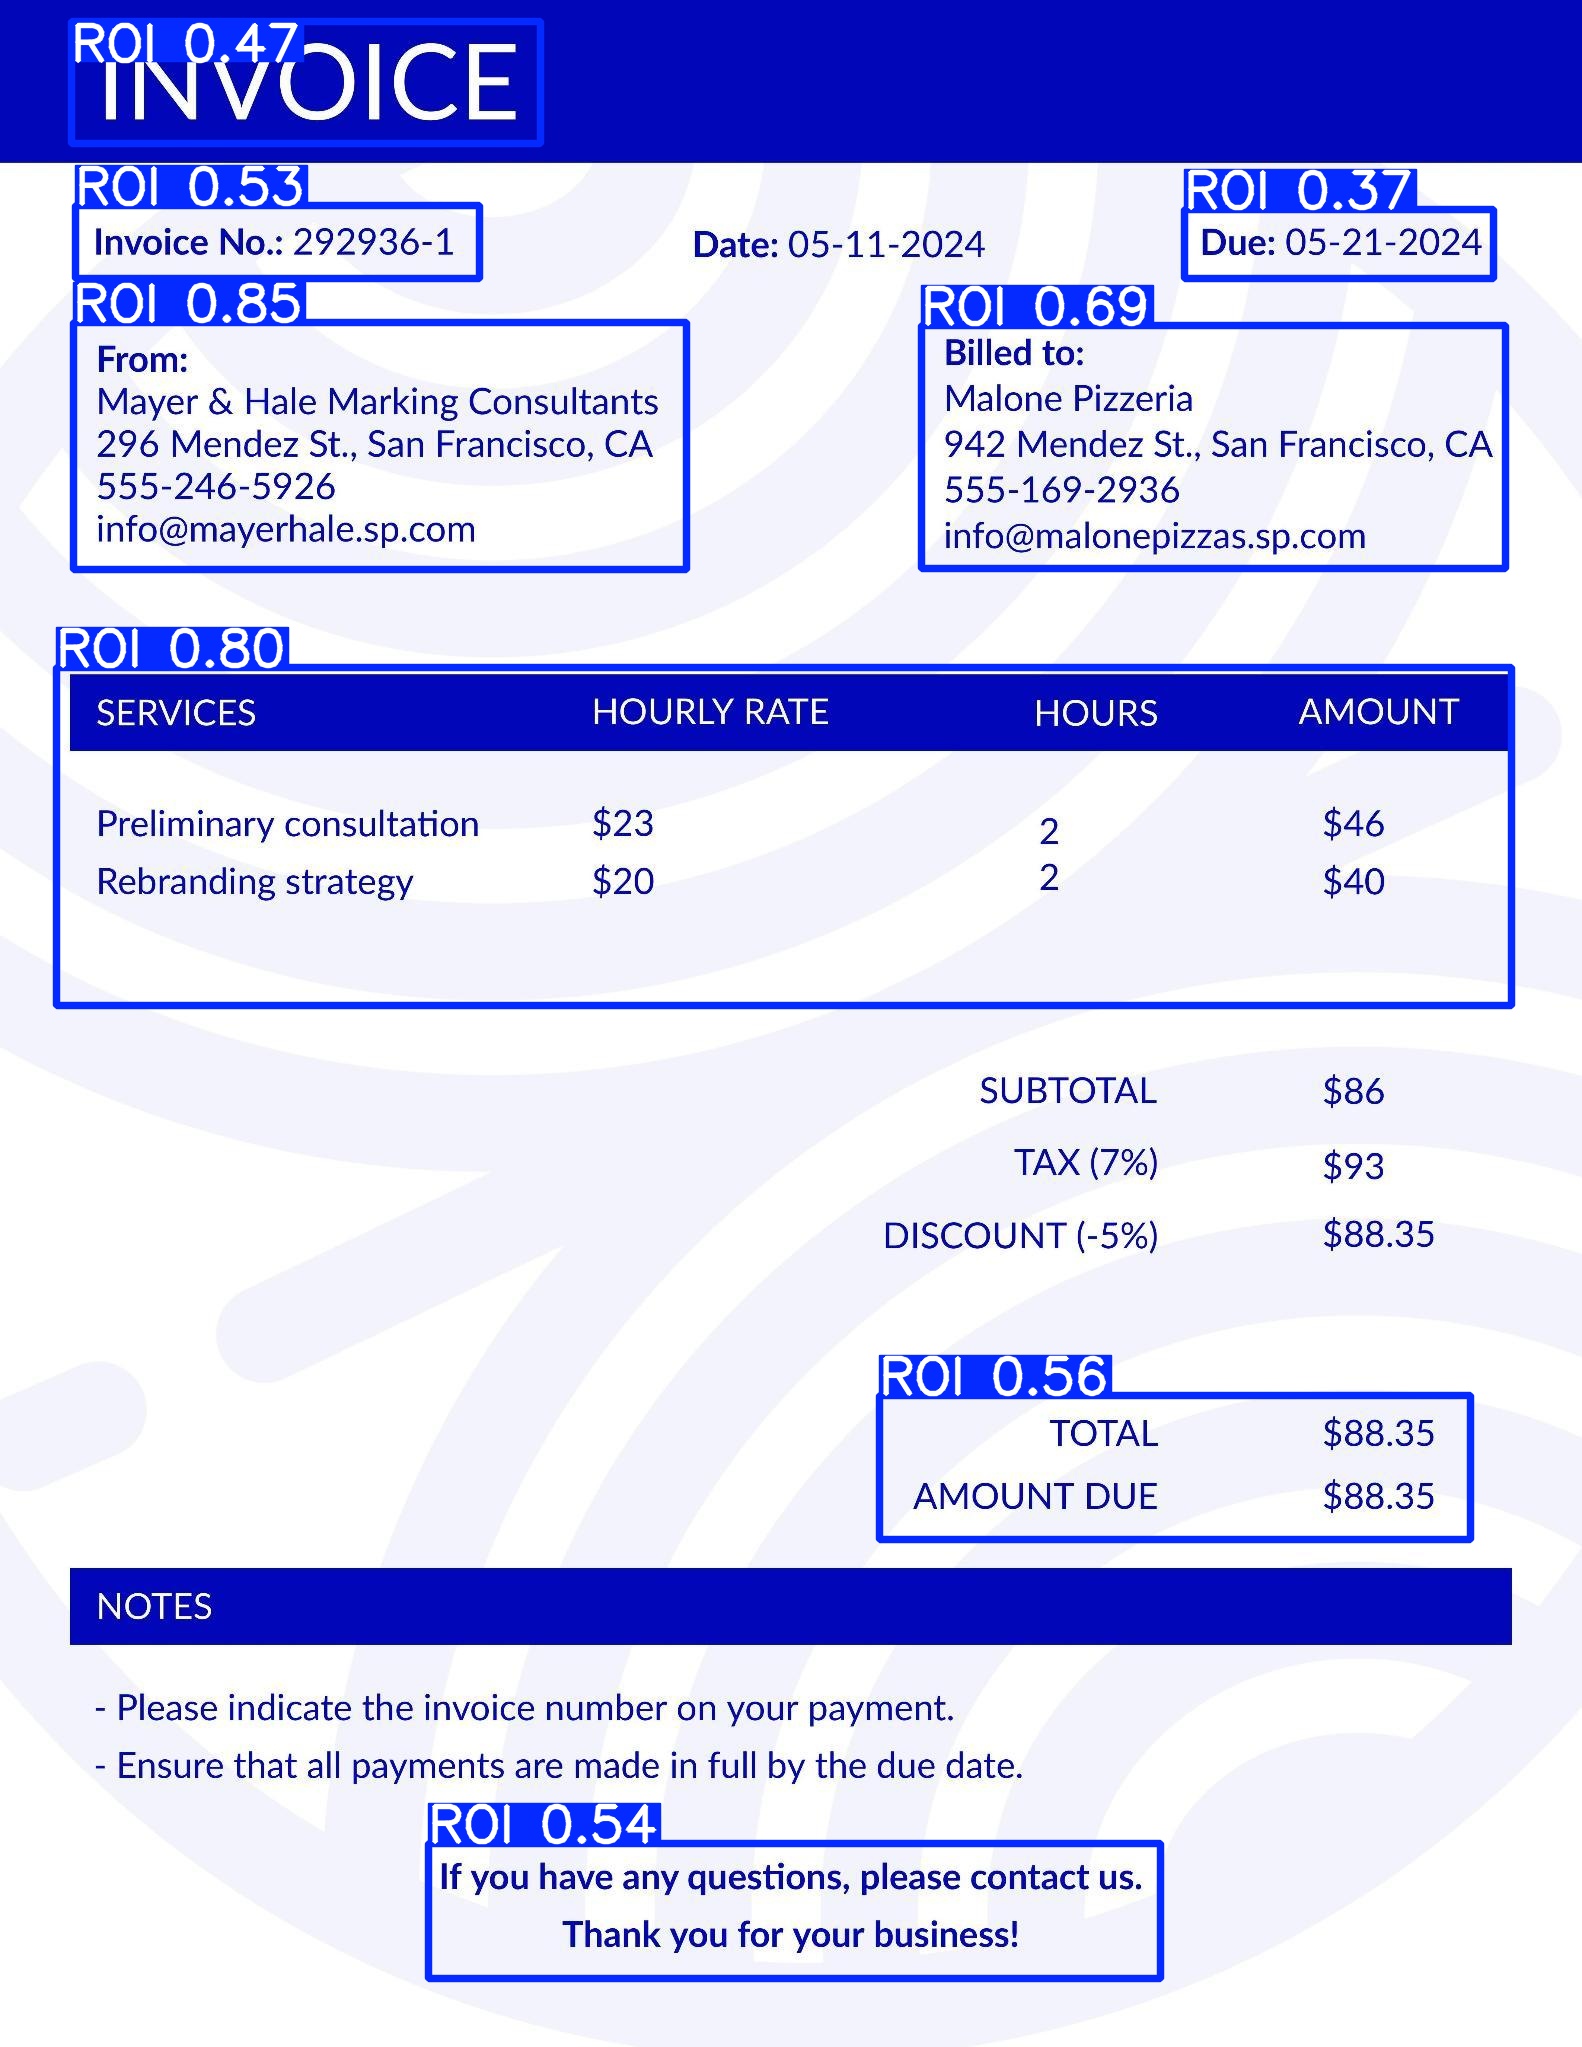 ROI 0.47
INVOICE
ROI 0.53
ROI 0.37
Invoice No.: 292936-1
Date: 05-11-2024
Due: 05-21-2024
ROI 0.85
From:
Mayer & Hale Marking Consultants
296 Mendez St., San Francisco, CA
555-246-5926
info@mayerhale.sp.com
ROI 0.69
Billed to:
Malone Pizzeria
942 Mendez St., San Francisco, CA
555-169-2936
info@malonepizzas.sp.com
ROI 0.80
SERVICES HOURLY RATE HOURS AMOUNT
Preliminary consultation $23 2 $46
Rebranding strategy $20 2 $40
SUBTOTAL $86
TAX (7%) $93
DISCOUNT (-5%) $88.35
ROI 0.56
TOTAL $88.35
AMOUNT DUE $88.35
NOTES
- Please indicate the invoice number on your payment.
- Ensure that all payments are made in full by the due date.
ROI 0.54
If you have any questions, please contact us.
Thank you for your business!